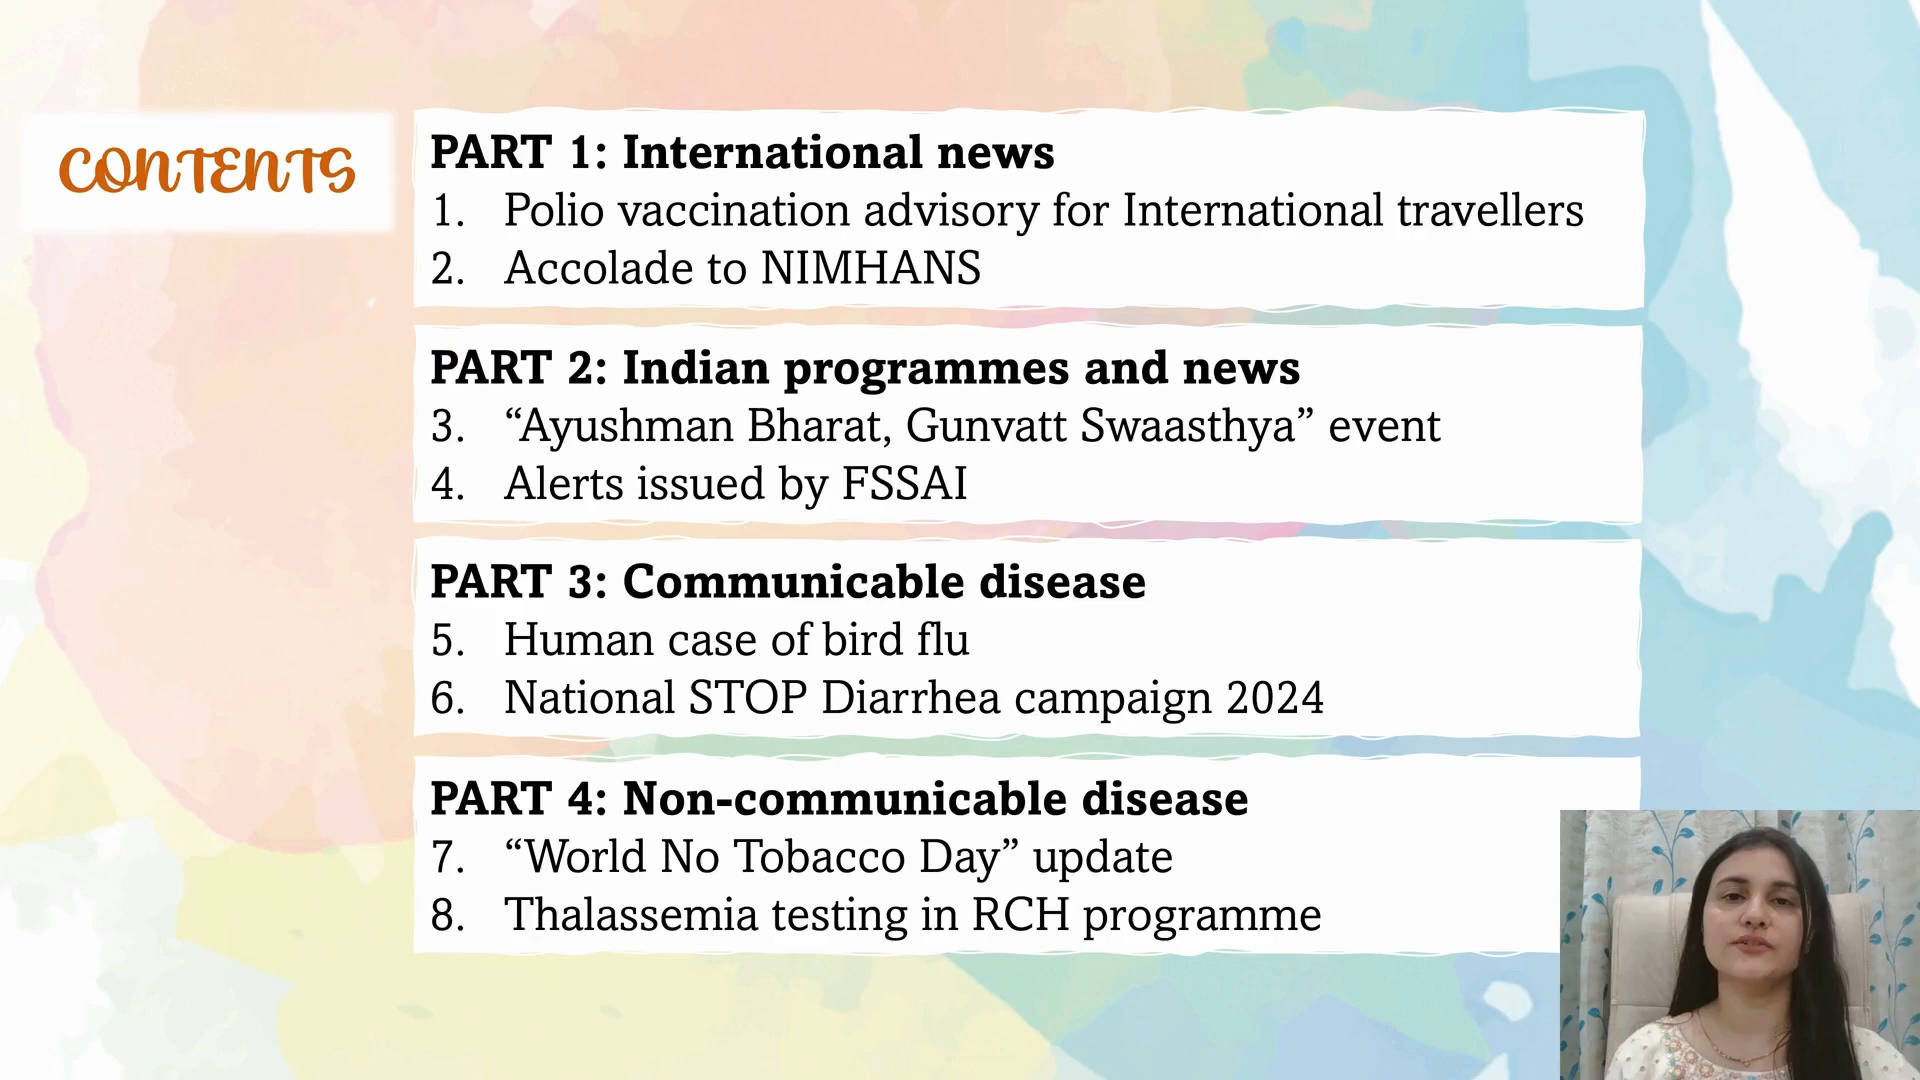 CONTENTS
PART 1: International news
1. Polio vaccination advisory for International travellers
2. Accolade to NIMHANS
PART 2: Indian programmes and news
3. “Ayushman Bharat, Gunvatt Swaasthya” event
4. Alerts issued by FSSAI
PART 3: Communicable disease
5. Human case of bird flu
6. National STOP Diarrhea campaign 2024
PART 4: Non-communicable disease
7. “World No Tobacco Day” update
8. Thalassemia testing in RCH programme